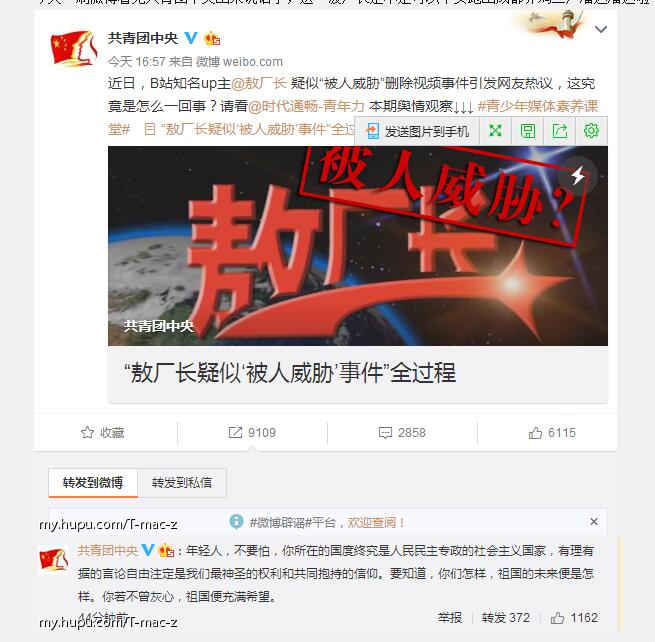 共青团中央
今天 16:57 来自 微博 weibo.com
近日，B站知名up主@敖厂长 疑似“被人威胁”删除视频事件引发网友热议，这究
竟是怎么一回事？请看@时代通畅-青年力 本期舆情观察↓↓↓ #青少年媒体素养课
堂# “敖厂长疑似‘被人威胁’事件”全过
发送图片到手机
被人威胁？
敖厂长
共青团中央
“敖厂长疑似‘被人威胁’事件”全过程
收藏 9109 2858 6115
转发到微博 转发到私信
my.hupu.com/T-mac-z #微博辟谣#平台，欢迎查阅！ ×
共青团中央：年轻人，不要怕，你所在的国度终究是人民民主专政的社会主义国家，有理有
据的言论自由注定是我们最神圣的权利和共同抱持的信仰。要知道，你们怎样，祖国的未来便是怎
样。你若不曾灰心，祖国便充满希望。
44分钟前 举报 转发 372 1162
my.hupu.com/T-mac-z